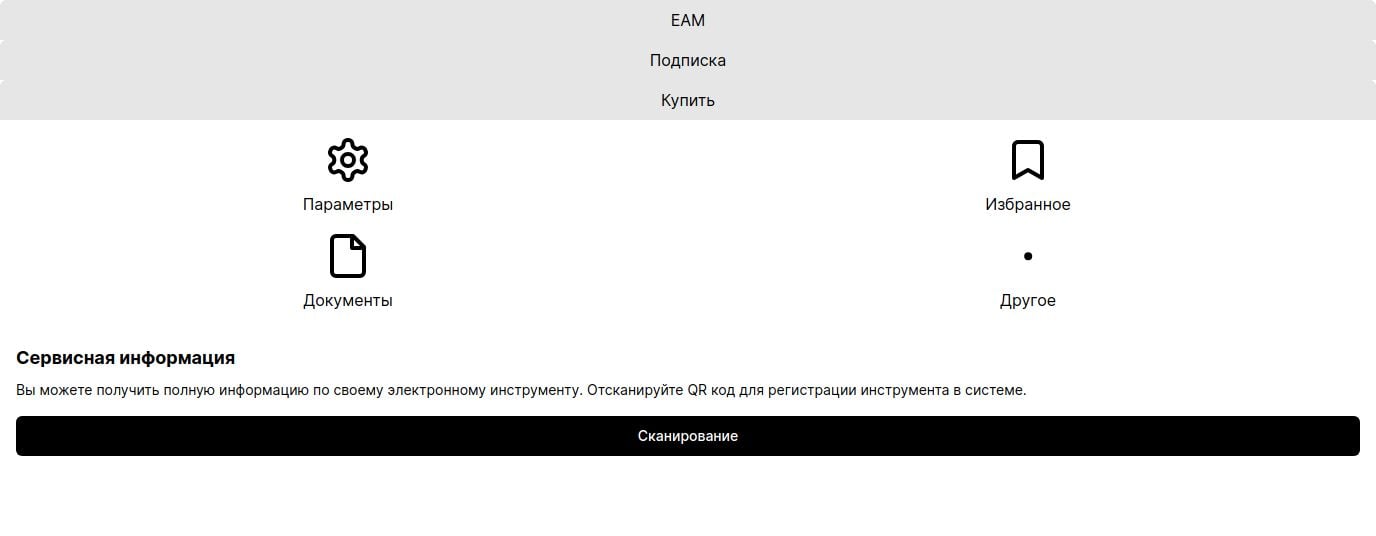 EAM
Подписка
Купить
Параметры
Избранное
Документы
Другое
Сервисная информация
Вы можете получить полную информацию по своему электронному инструменту. Отсканируйте QR код для регистрации инструмента в системе.
Сканирование